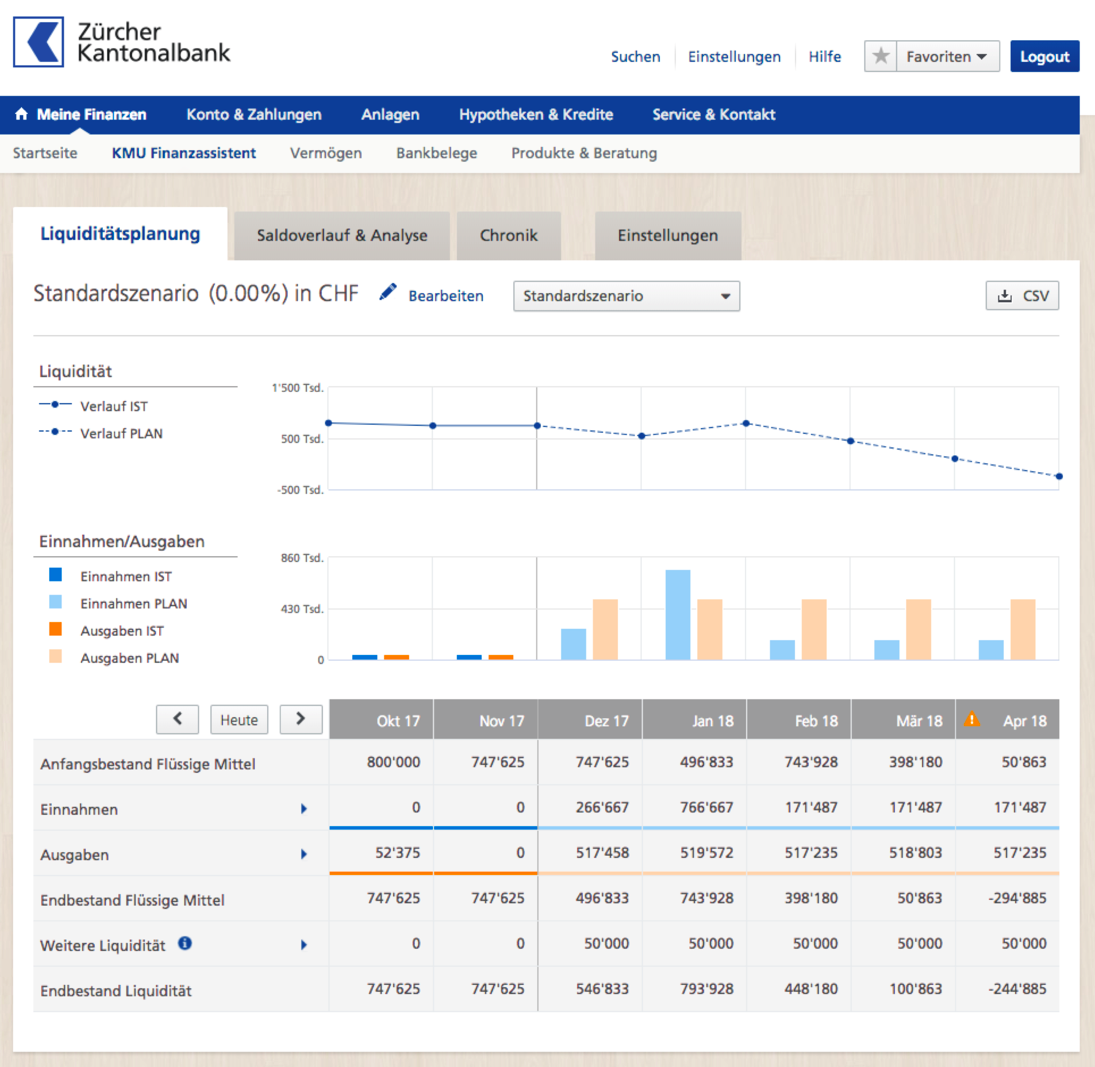 Zürcher
Kantonalbank
Suchen Einstellungen Hilfe Favoriten Logout
Meine Finanzen Konto & Zahlungen Anlagen Hypotheken & Kredite Service & Kontakt
Startseite KMU Finanzassistent Vermögen Bankbelege Produkte & Beratung
Liquiditätsplanung Saldoverlauf & Analyse Chronik Einstellungen
Standardszenario (0.00%) in CHF Bearbeiten Standardszenario CSV
Liquidität
Verlauf IST
Verlauf PLAN
1'500 Tsd.
500 Tsd.
-500 Tsd.
Einnahmen/Ausgaben
Einnahmen IST
Einnahmen PLAN
Ausgaben IST
Ausgaben PLAN
860 Tsd.
430 Tsd.
0
Heute Okt 17 Nov 17 Dez 17 Jan 18 Feb 18 Mär 18 Apr 18
Anfangsbestand Flüssige Mittel 800'000 747'625 747'625 496'833 743'928 398'180 50'863
Einnahmen 0 0 266'667 766'667 171'487 171'487 171'487
Ausgaben 52'375 0 517'458 519'572 517'235 518'803 517'235
Endbestand Flüssige Mittel 747'625 747'625 496'833 743'928 398'180 50'863 -294'885
Weitere Liquidität 0 0 50'000 50'000 50'000 50'000 50'000
Endbestand Liquidität 747'625 747'625 546'833 793'928 448'180 100'863 -244'885